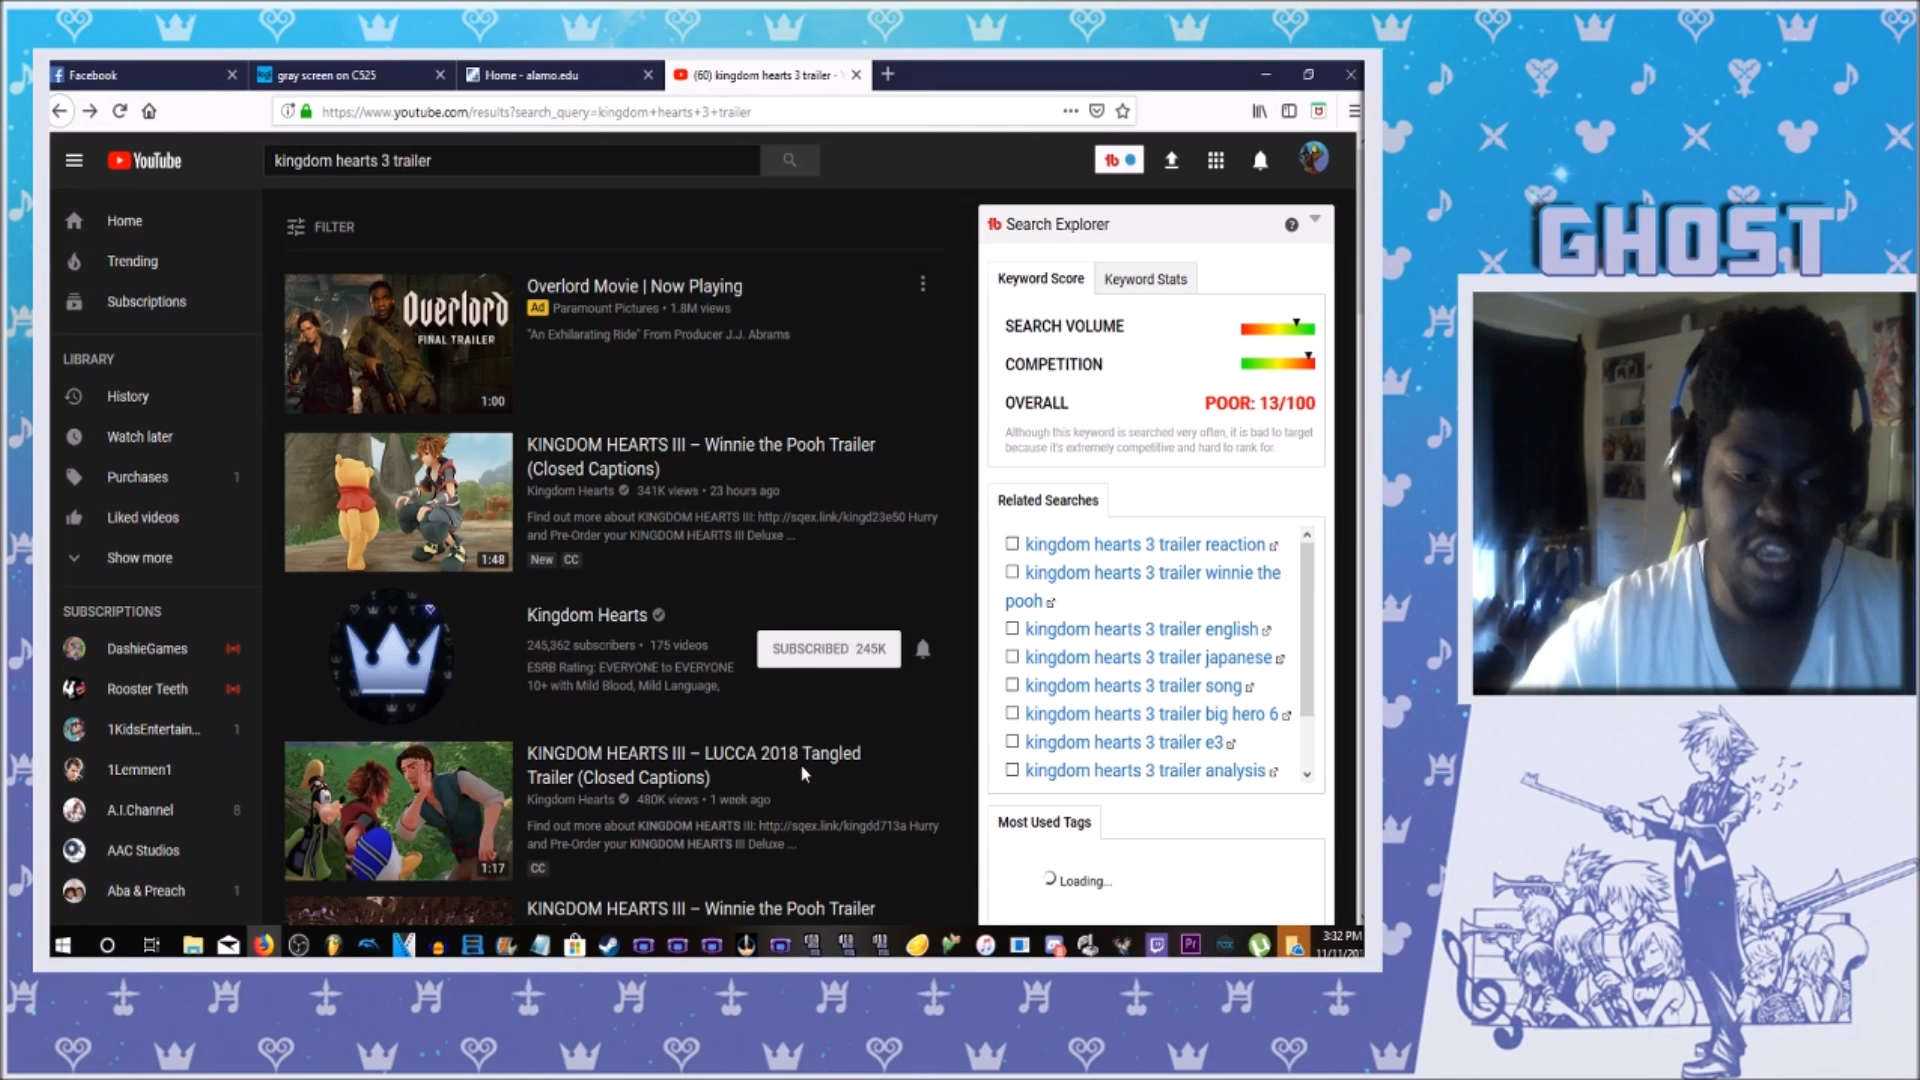 Facebook
gray screen on C525
Home - alamo.edu
(60) kingdom hearts 3 trailer -
https://www.youtube.com/results?search_query=kingdom+hearts+3+trailer
YouTube
kingdom hearts 3 trailer
tb
Home
Trending
Subscriptions
LIBRARY
History
Watch later
Purchases 1
Liked videos
Show more
SUBSCRIPTIONS
DashieGames
Rooster Teeth
1KidsEntertain... 1
1Lemmen1
A.I.Channel 8
AAC Studios
Aba & Preach 1
FILTER
Overlord
FINAL TRAILER
1:00
Overlord Movie | Now Playing
Ad Paramount Pictures • 1.8M views
"An Exhilarating Ride" From Producer J.J. Abrams
1:48
KINGDOM HEARTS III – Winnie the Pooh Trailer
(Closed Captions)
Kingdom Hearts 341K views • 23 hours ago
Find out more about KINGDOM HEARTS III: http://sqex.link/kingd23e50 Hurry
and Pre-Order your KINGDOM HEARTS III Deluxe ...
New CC
Kingdom Hearts
245,362 subscribers • 175 videos
ESRB Rating: EVERYONE to EVERYONE
10+ with Mild Blood, Mild Language,
SUBSCRIBED 245K
1:17
KINGDOM HEARTS III – LUCCA 2018 Tangled
Trailer (Closed Captions)
Kingdom Hearts 480K views • 1 week ago
Find out more about KINGDOM HEARTS III: http://sqex.link/kingdd713a Hurry
and Pre-Order your KINGDOM HEARTS III Deluxe ...
CC
KINGDOM HEARTS III – Winnie the Pooh Trailer
tb Search Explorer
Keyword Score Keyword Stats
SEARCH VOLUME
COMPETITION
OVERALL POOR: 13/100
Although this keyword is searched very often, it is bad to target
because it's extremely competitive and hard to rank for.
Related Searches
kingdom hearts 3 trailer reaction
kingdom hearts 3 trailer winnie the
pooh
kingdom hearts 3 trailer english
kingdom hearts 3 trailer japanese
kingdom hearts 3 trailer song
kingdom hearts 3 trailer big hero 6
kingdom hearts 3 trailer e3
kingdom hearts 3 trailer analysis
Most Used Tags
Loading...
3:32 PM
GHOST